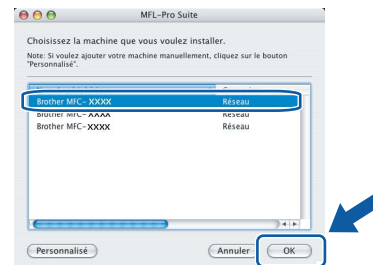 MFL-Pro Suite
Choisissez la machine que vous voulez installer.
Note: Si voulez ajouter votre machine manuellement, cliquez sur le bouton
"Personnalisé".
Brother MFC-XXXX Réseau
Brother MFC-XXXX Réseau
Brother MFC-XXXX Réseau
Personnalisé Annuler OK